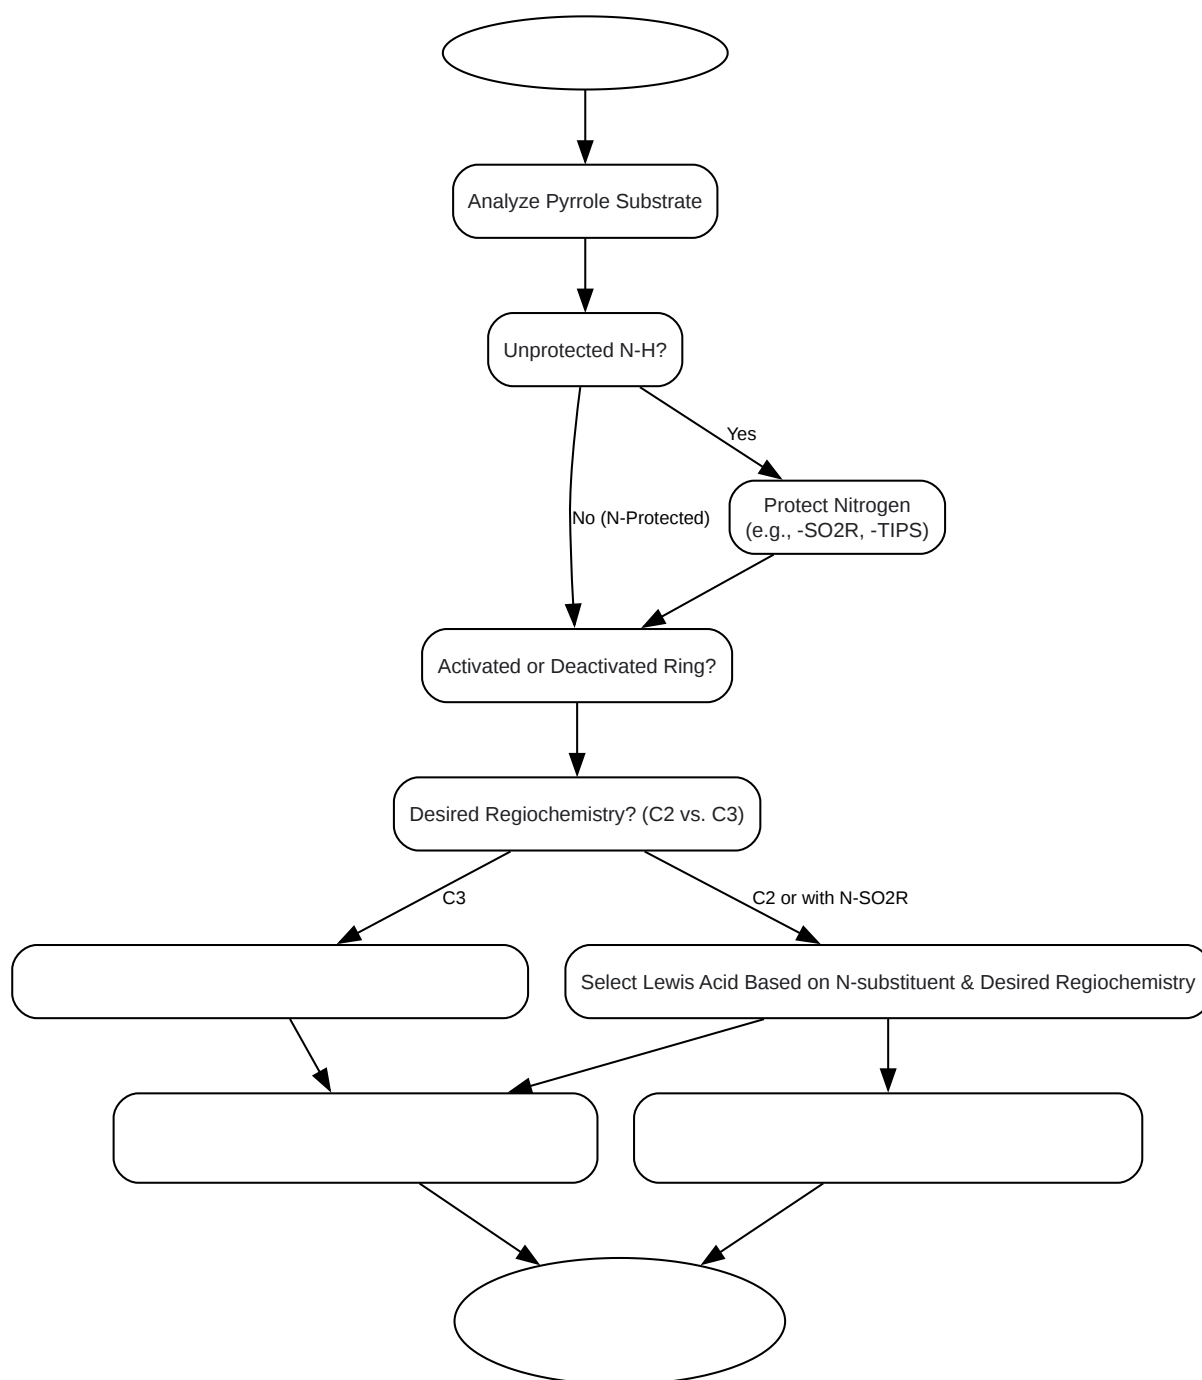 Analyze Pyrrole Substrate
Unprotected N-H?
Yes
Protect Nitrogen
(e.g., -SO2R, -TIPS)
No (N-Protected)
Activated or Deactivated Ring?
Desired Regiochemistry? (C2 vs. C3)
C3
C2 or with N-SO2R
Select Lewis Acid Based on N-substituent & Desired Regiochemistry